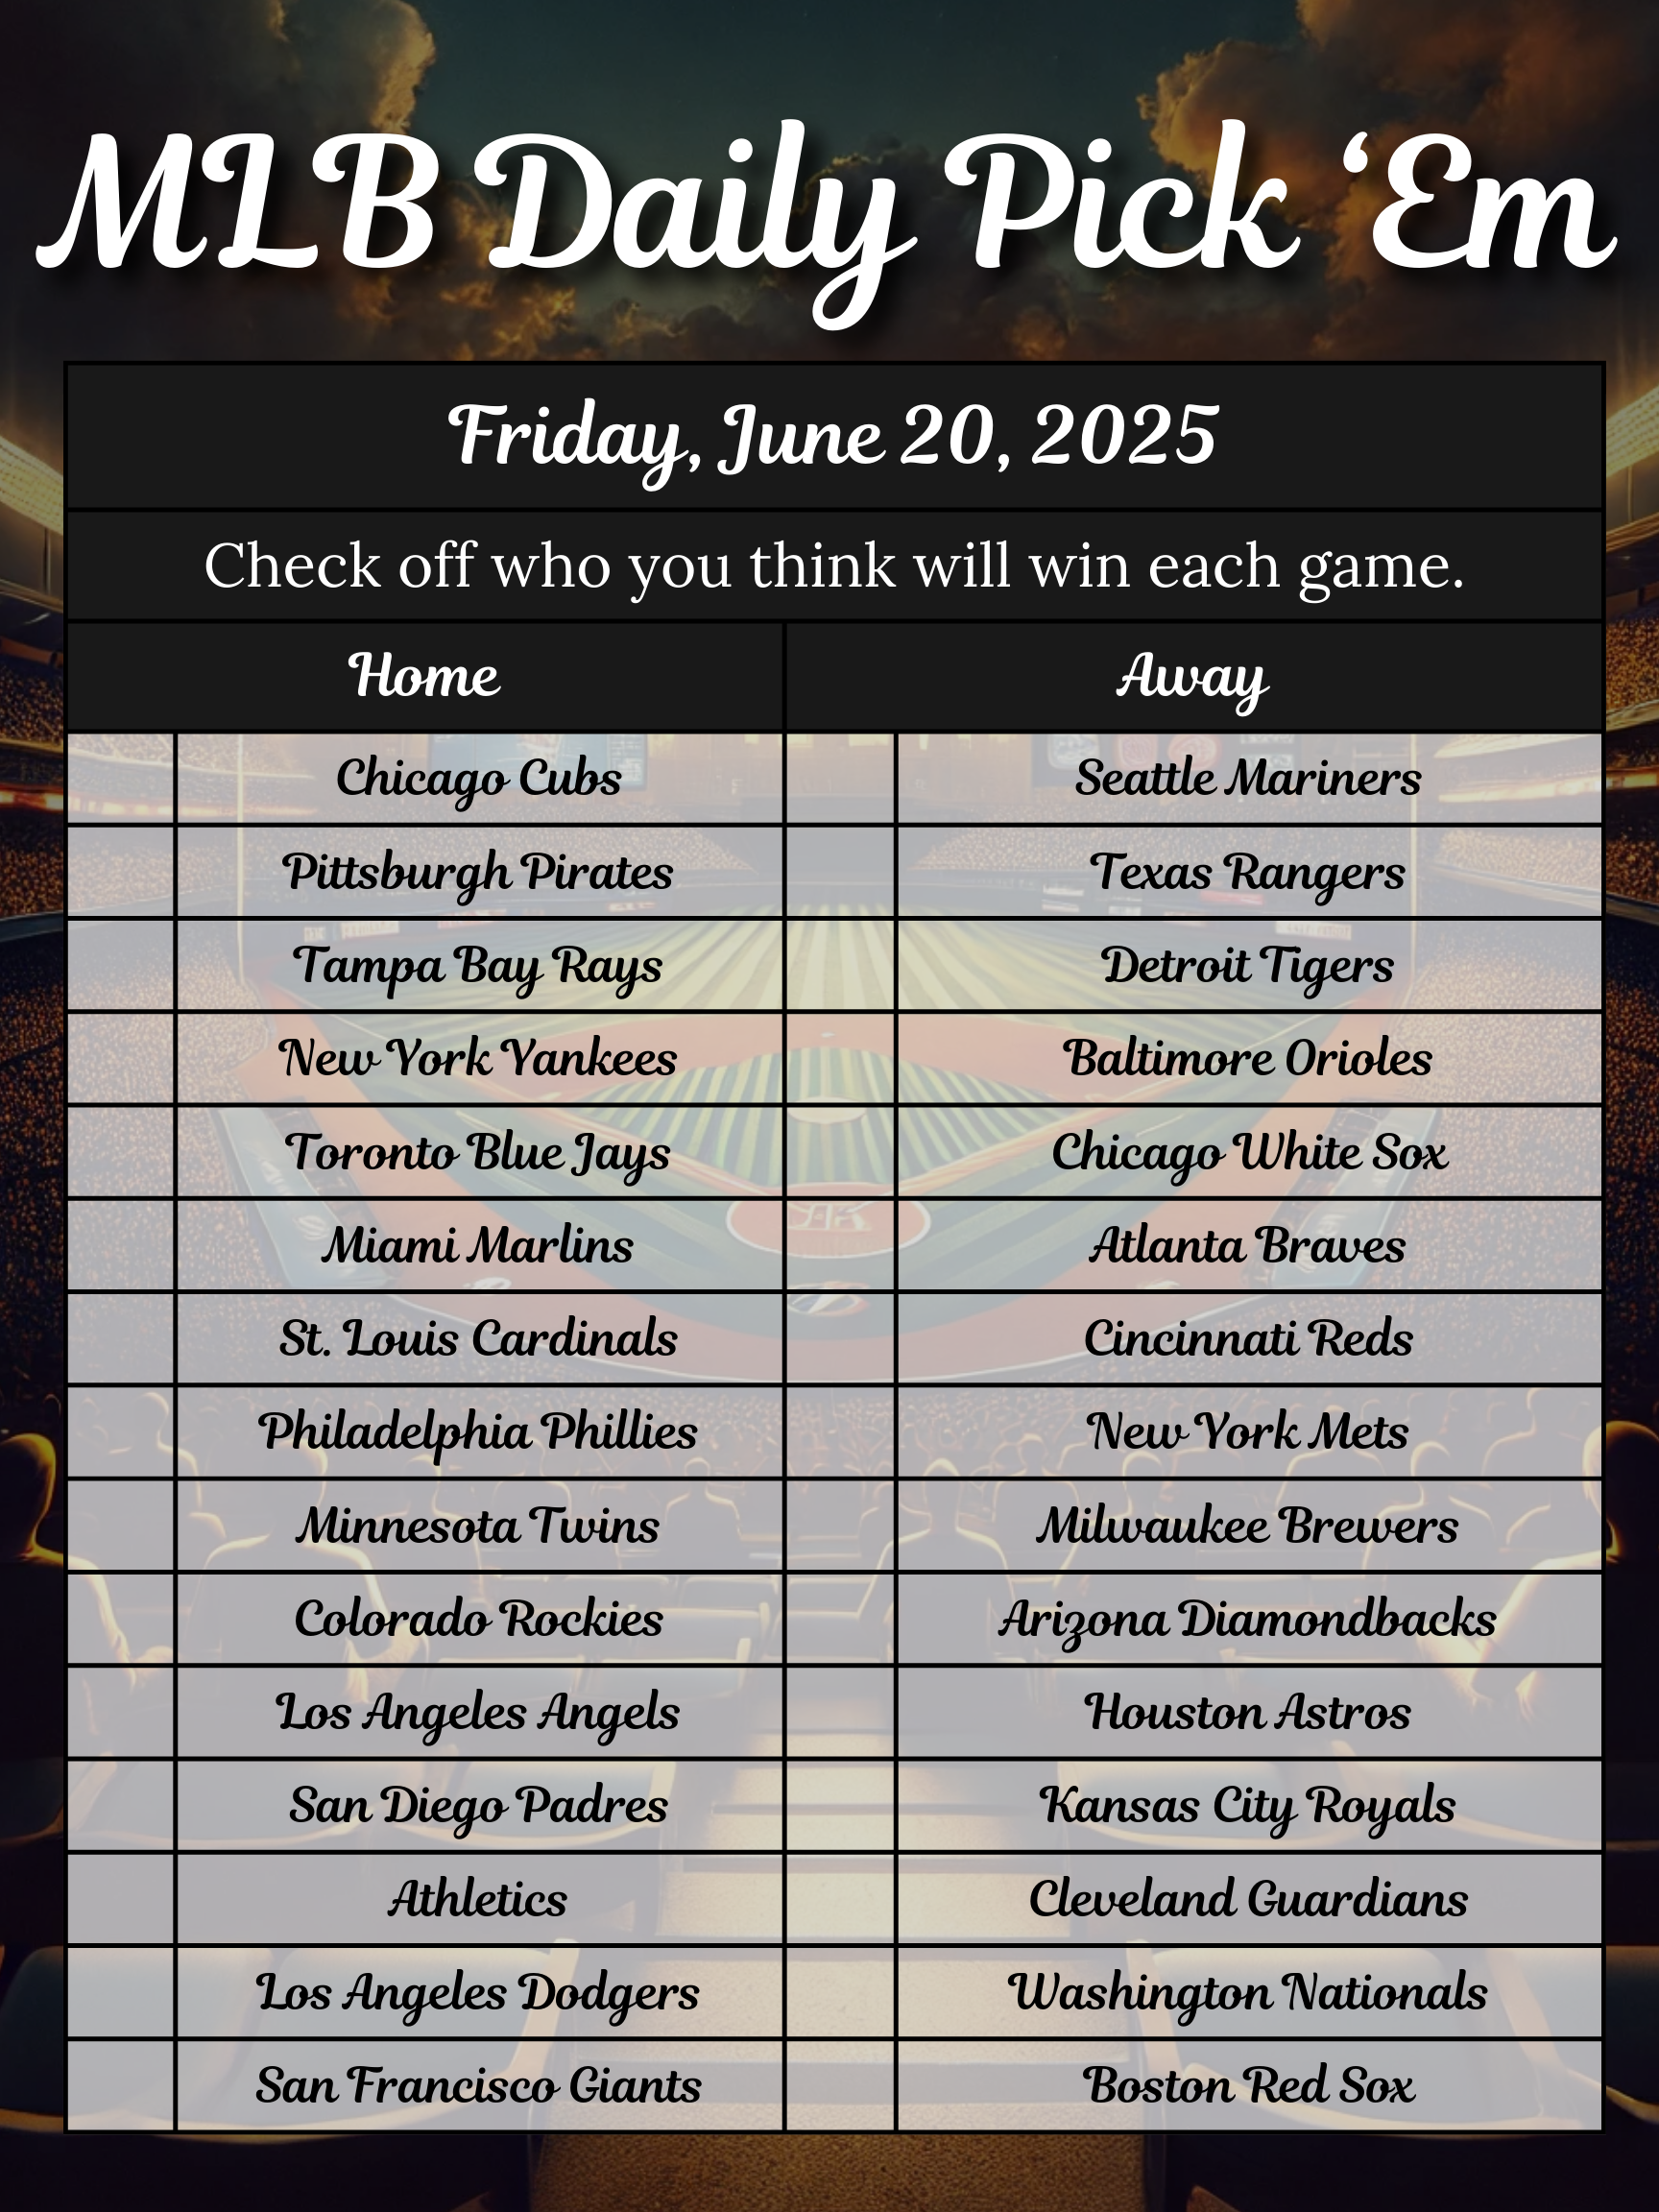 MLB Daily Pick ‘Em
Friday, June 20, 2025
Check off who you think will win each game.
Home Away
Chicago Cubs Seattle Mariners
Pittsburgh Pirates Texas Rangers
Tampa Bay Rays Detroit Tigers
New York Yankees Baltimore Orioles
Toronto Blue Jays Chicago White Sox
Miami Marlins Atlanta Braves
St. Louis Cardinals Cincinnati Reds
Philadelphia Phillies New York Mets
Minnesota Twins Milwaukee Brewers
Colorado Rockies Arizona Diamondbacks
Los Angeles Angels Houston Astros
San Diego Padres Kansas City Royals
Athletics Cleveland Guardians
Los Angeles Dodgers Washington Nationals
San Francisco Giants Boston Red Sox